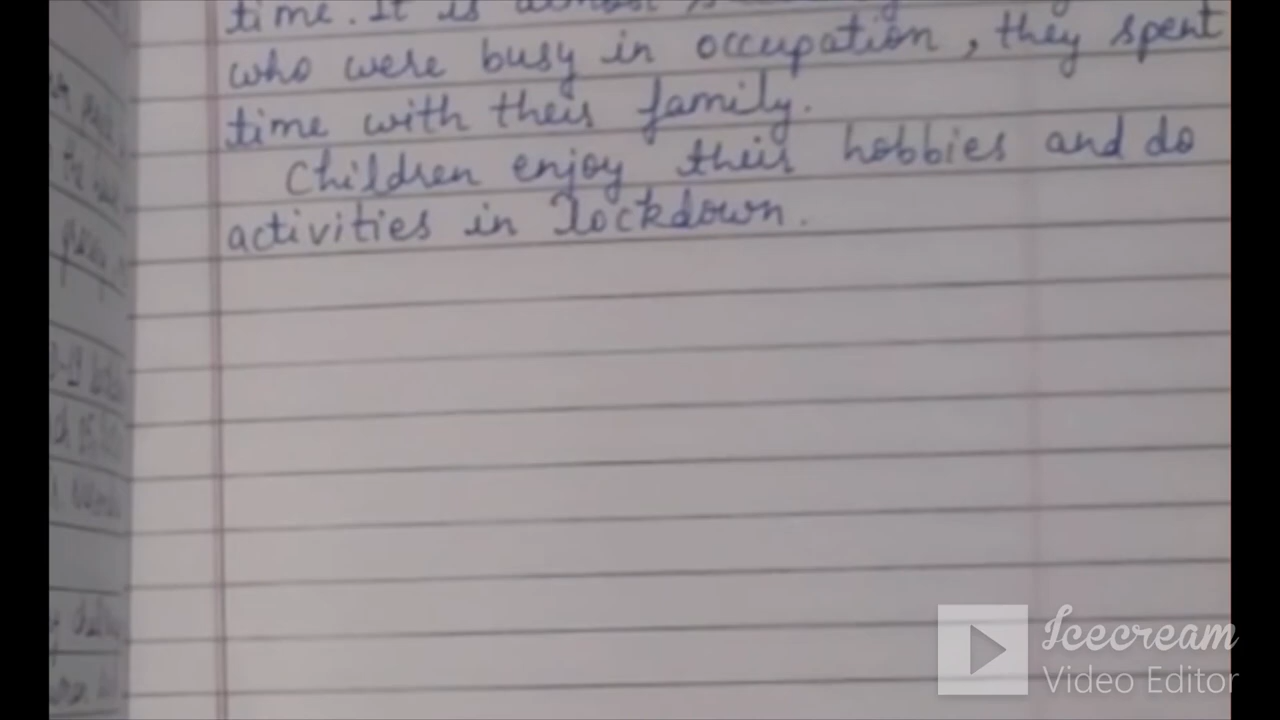 time. It is almost
who were busy in occupation, they spent
time with their family.
Children enjoy their hobbies and do
activities in lockdown.
Icecream
Video Editor